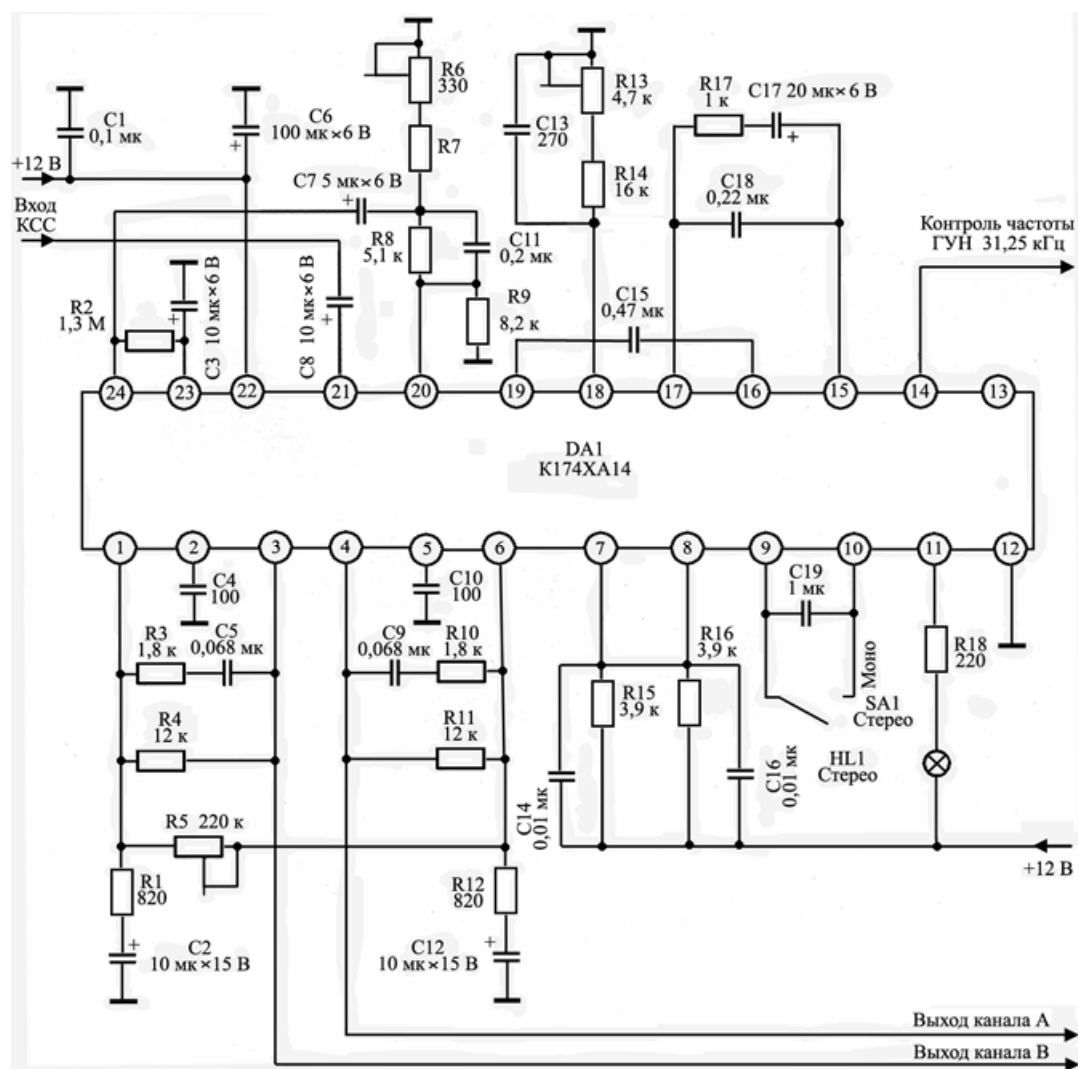 R6
330
R13
4,7 к
R17
1 к
C17 20 мк×6 В
C1
0,1 мк
C6
100 мк×6 В
+
C13
270
+
R7
+12 В
R14
16 к
C7 5 мк×6 В
+
C18
0,22 мк
Вход
КСС
R8
5,1 к
C11
0,2 мк
Контроль частоты
ГУН 31,25 кГц
R2
1,3 М
+
C3 10 мк×6 В
C8 10 мк×6 В
+
R9
8,2 к
C15
0,47 мк
24
23
22
21
20
19
18
17
16
15
14
13
DA1
К174ХА14
1
2
3
4
5
6
7
8
9
10
11
12
C4
100
C10
100
C19
1 мк
R3
1,8 к
C5
0,068 мк
C9
0,068 мк
R10
1,8 к
R16
3,9 к
R18
220
Моно
R15
3,9 к
SA1
Стерео
R4
12 к
R11
12 к
HL1
Стерео
C14
0,01 мк
C16
0,01 мк
R5 220 к
+12 В
R1
820
R12
820
+
C2
10 мк×15 В
+
C12
10 мк×15 В
Выход канала А
Выход канала В